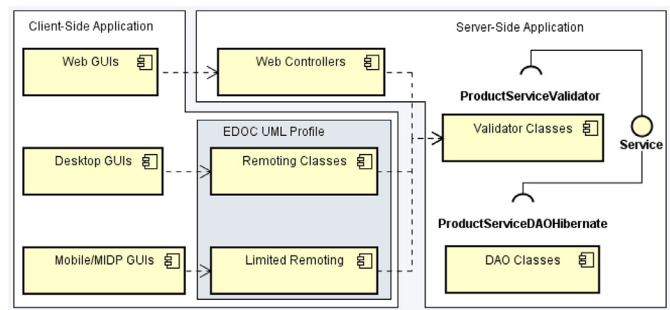 Client-Side Application
Server-Side Application
Web GUIs
Web Controllers
ProductServiceValidator
EDOC UML Profile
Validator Classes
Service
Desktop GUIs
Remoting Classes
ProductServiceDAOHibernate
Mobile/MIDP GUIs
Limited Remoting
DAO Classes